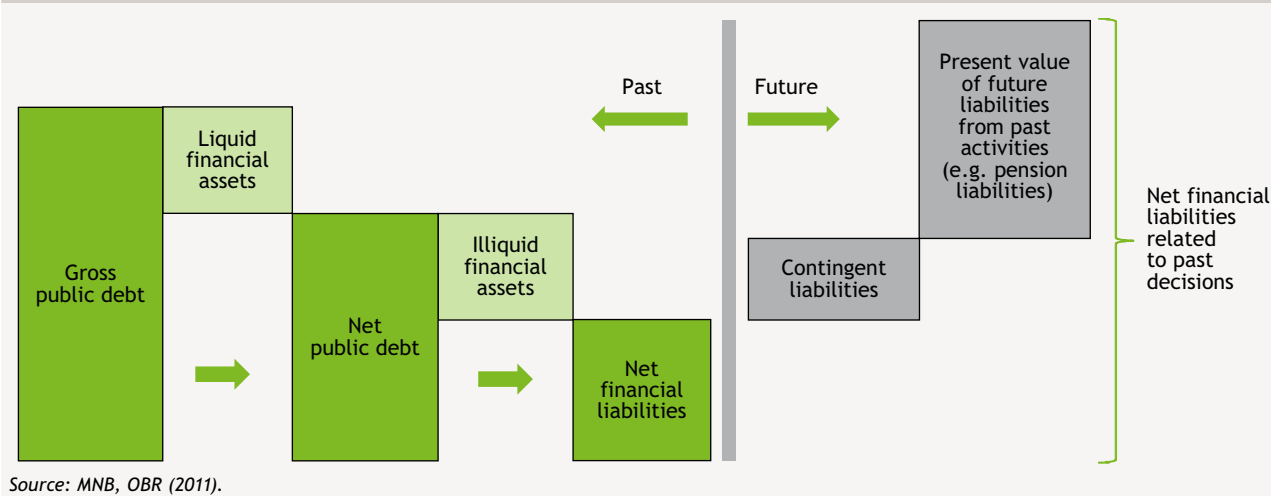 Past
Future
Gross
public debt
Liquid
financial
assets
Net
public debt
Illiquid
financial
assets
Net
financial
liabilities
Contingent
liabilities
Present value
of future
liabilities
from past
activities
(e.g. pension
liabilities)
Net financial
liabilities
related
to past
decisions
Source: MNB, OBR (2011).